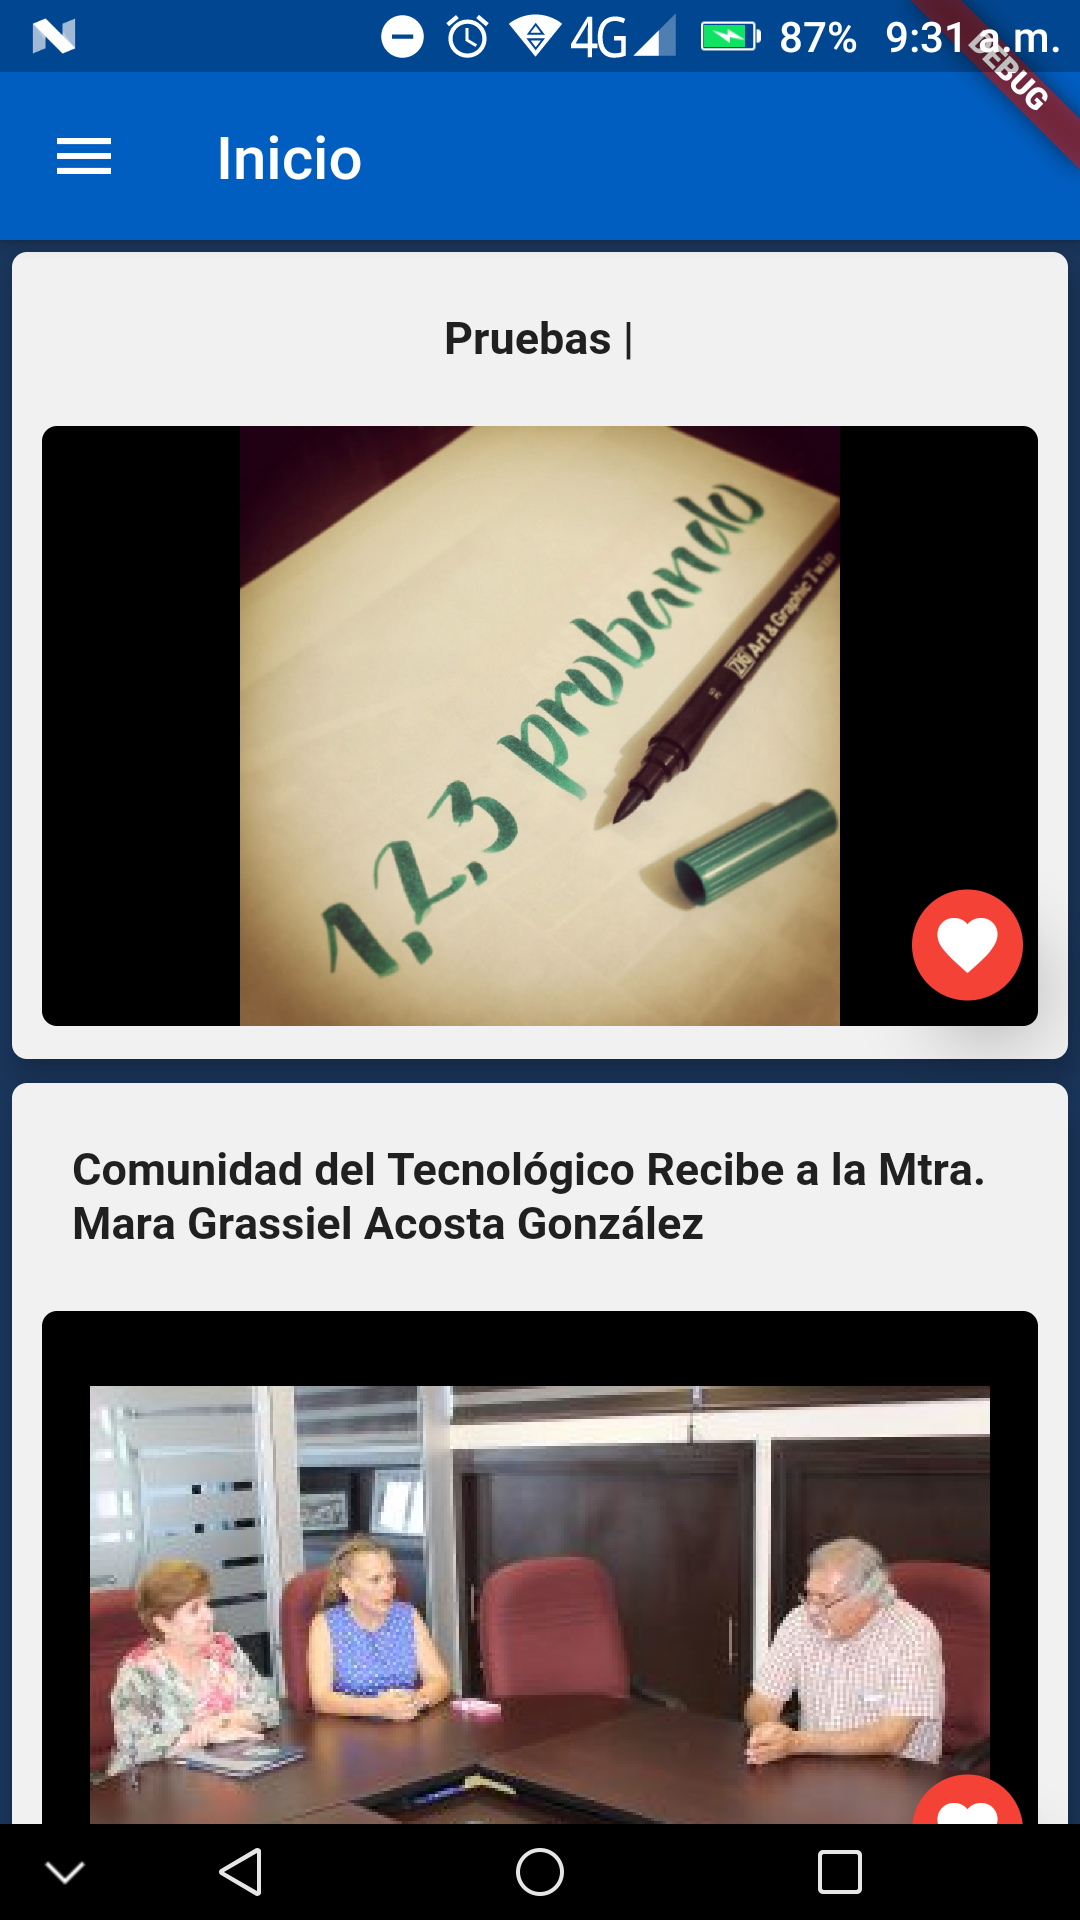 4G 87% 9:31 a.m.
DEBUG
Inicio
Pruebas |
1,2,3 probando
ZIG Art & Graphic Twin
Comunidad del Tecnológico Recibe a la Mtra.
Mara Grassiel Acosta González